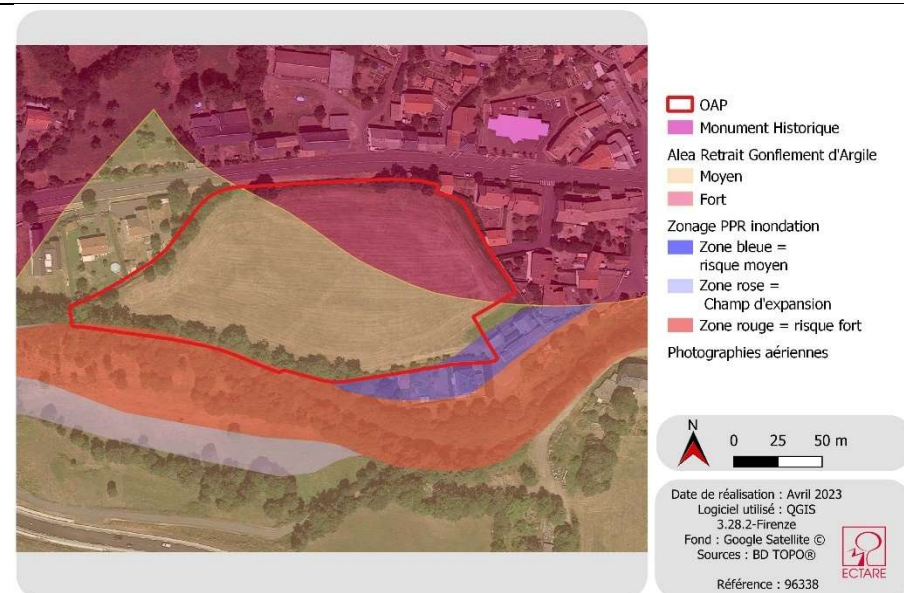 OAP
Monument Historique
Alea Retrait Gonflement d'Argile
Moyen
Fort
Zonage PPR inondation
Zone bleue =
risque moyen
Zone rose =
Champ d'expansion
Zone rouge = risque fort
Photographies aériennes
N
0 25 50 m
Date de réalisation : Avril 2023
Logiciel utilisé : QGIS
3.28.2-Firenze
Fond : Google Satellite ©
Sources : BD TOPO®
ECTARE
Référence : 96338